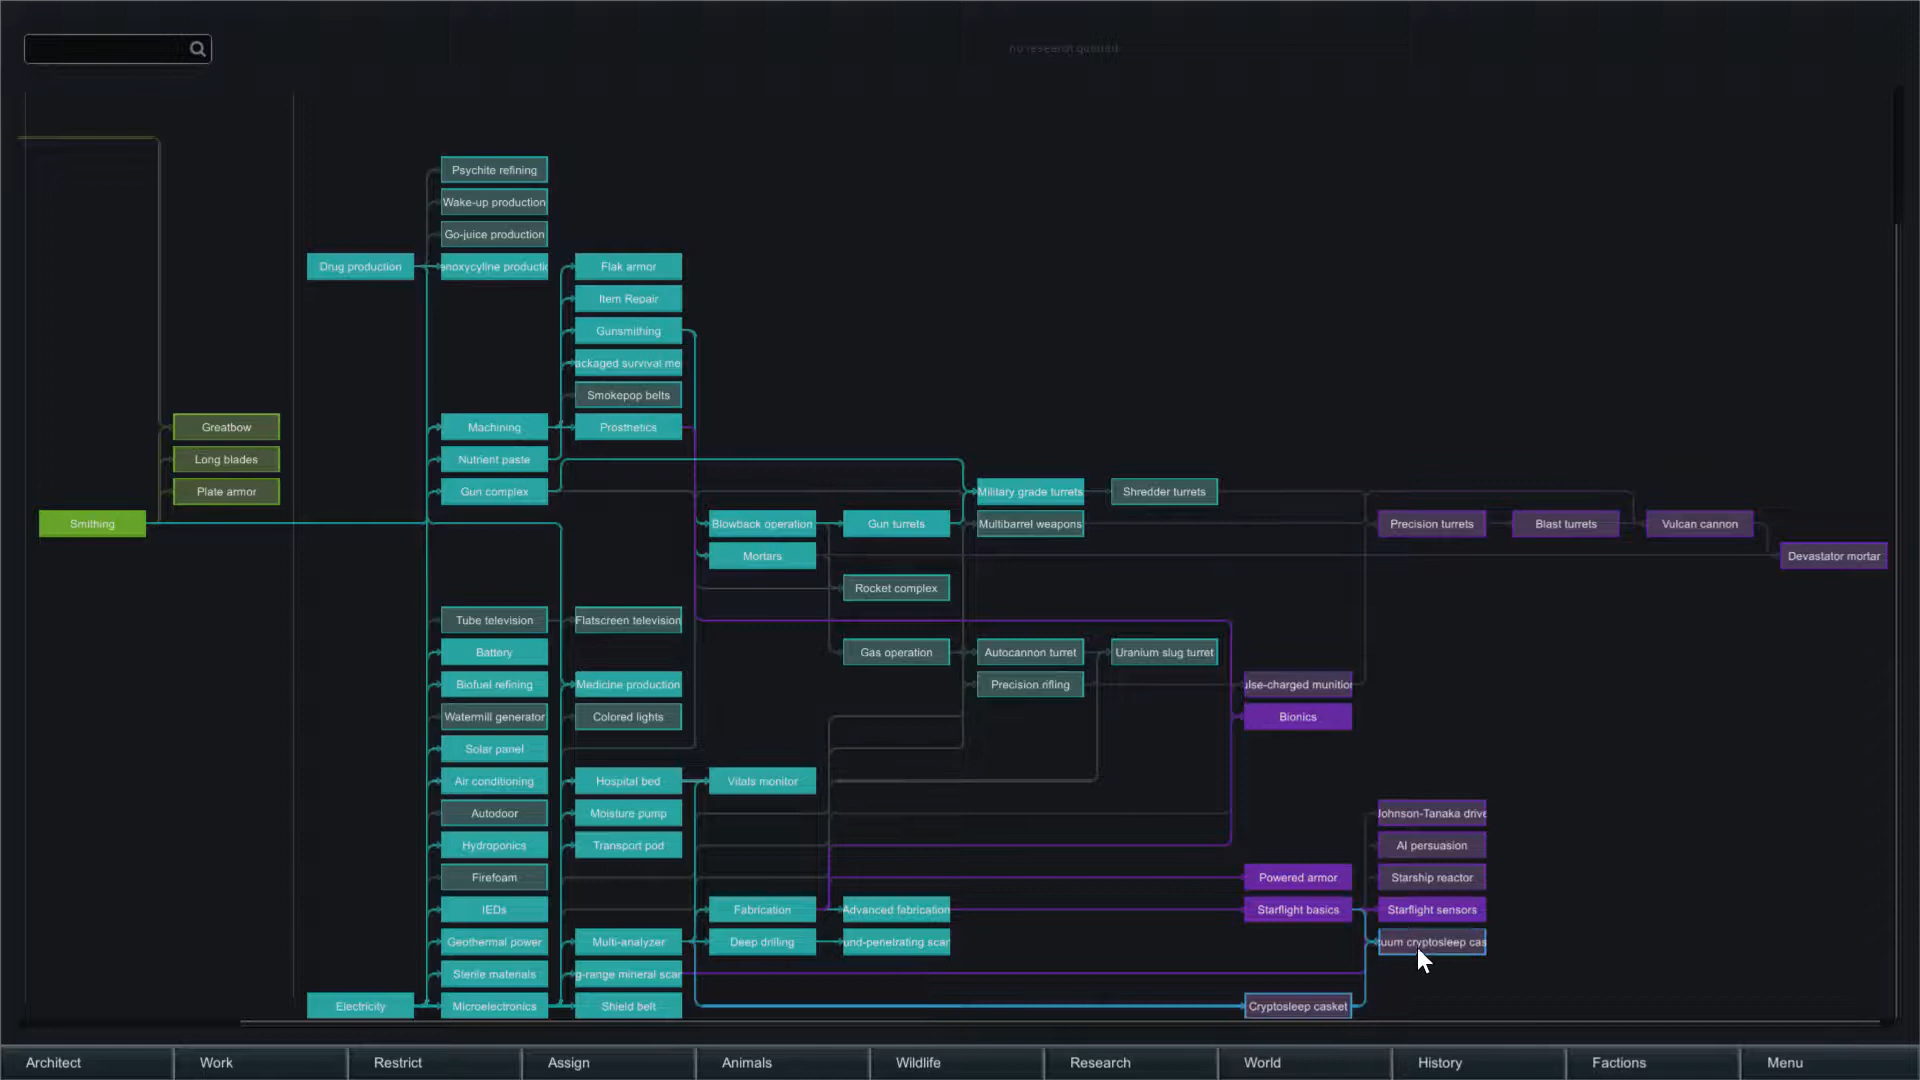 no research queued
Psychite refining
Wake-up production
Go-juice production
Drug production
enoxycyline productic
Flak armor
Item Repair
Gunsmithing
ackaged survival me
Smokepop belts
Greatbow
Machining
Prosthetics
Long blades
Nutrient paste
Plate armor
Gun complex
Military grade turrets
Shredder turrets
Smithing
Blowback operation
Gun turrets
Multibarrel weapons
Precision turrets
Blast turrets
Vulcan cannon
Mortars
Devastator mortar
Rocket complex
Tube television
Flatscreen television
Battery
Gas operation
Autocannon turret
Uranium slug turret
Biofuel refining
Medicine production
Precision rifling
ulse-charged munition
Watermill generator
Colored lights
Bionics
Solar panel
Air conditioning
Hospital bed
Vitals monitor
Autodoor
Moisture pump
Johnson-Tanaka drive
Hydroponics
Transport pod
AI persuasion
Firefoam
Powered armor
Starship reactor
IEDs
Fabrication
Advanced fabrication
Starflight basics
Starflight sensors
Geothermal power
Multi-analyzer
Deep drilling
und-penetrating scar
uum cryptosleep cas
Sterile materials
g-range mineral scar
Electricity
Microelectronics
Shield belt
Cryptosleep casket
Architect
Work
Restrict
Assign
Animals
Wildlife
Research
World
History
Factions
Menu